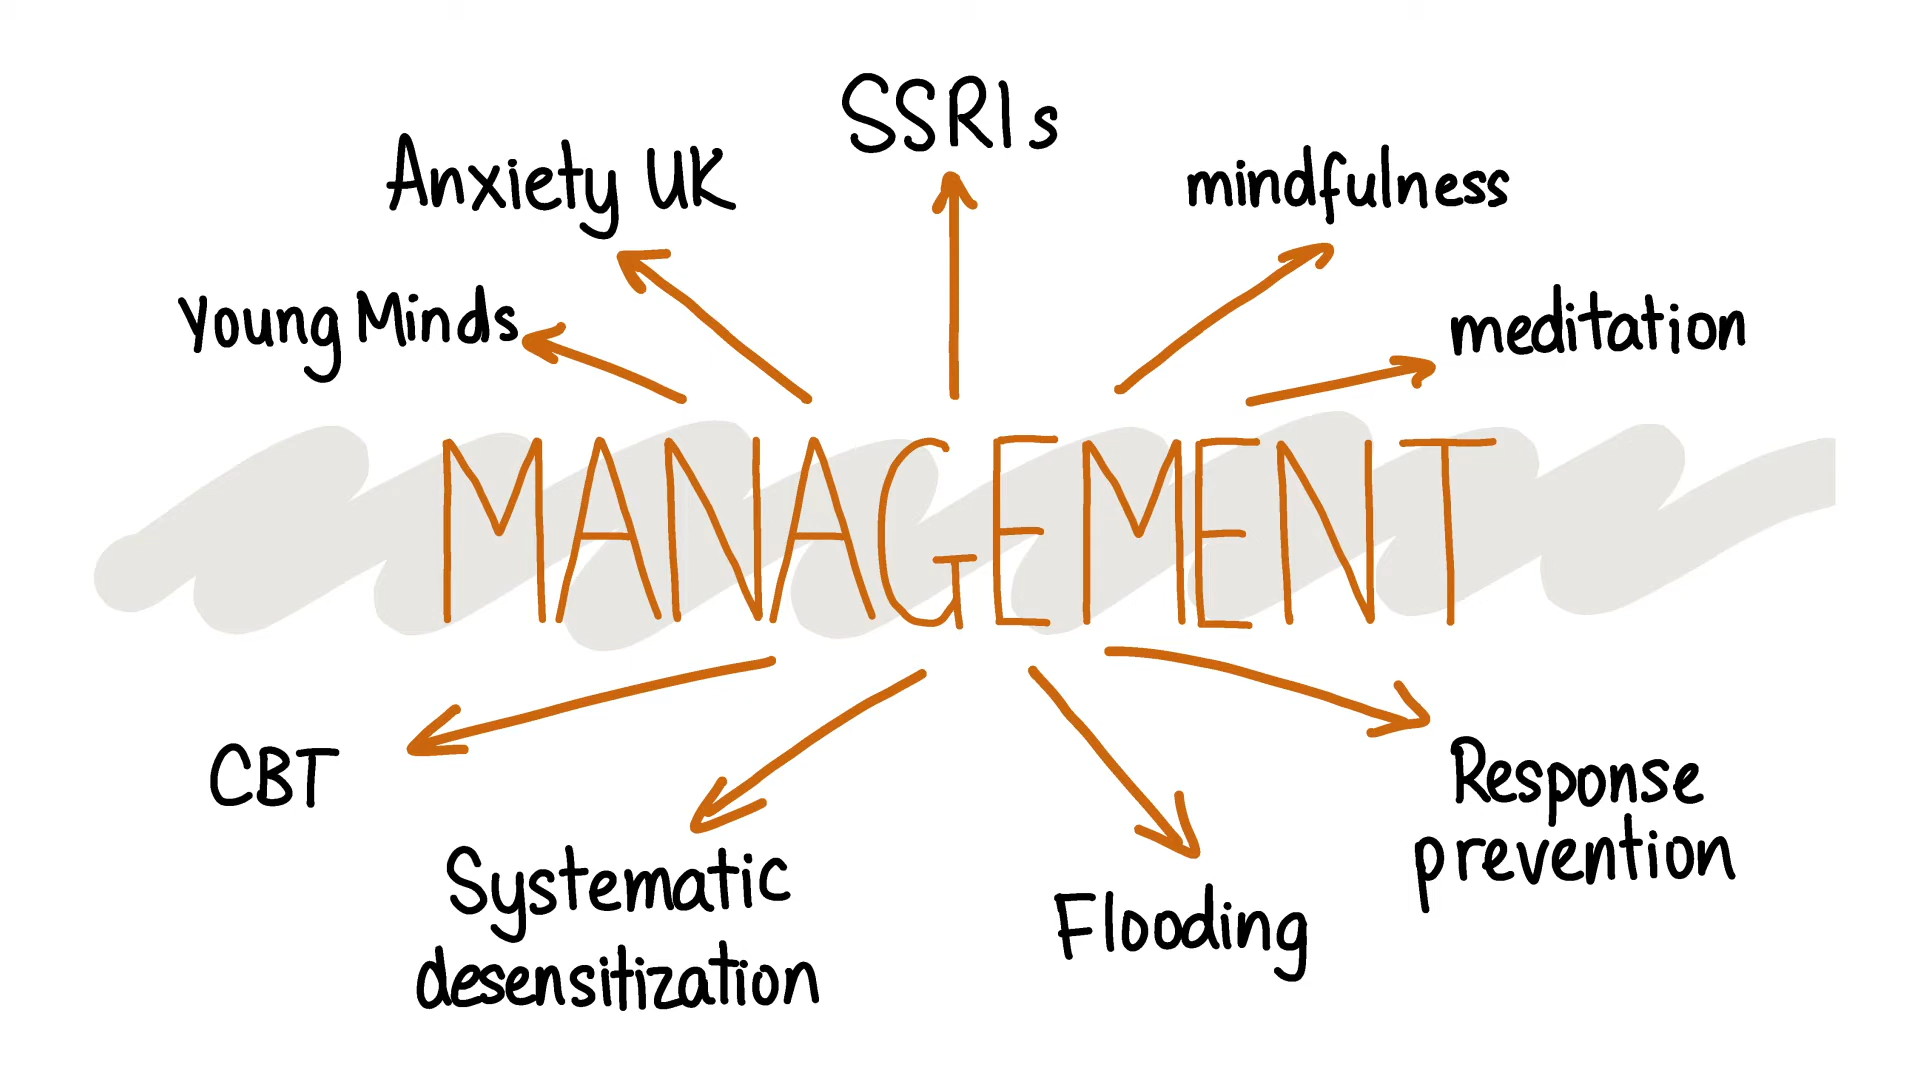 SSRIs
Anxiety UK
mindfulness
Young Minds
meditation
MANAGEMENT
CBT
Systematic
desensitization
Flooding
Response
prevention